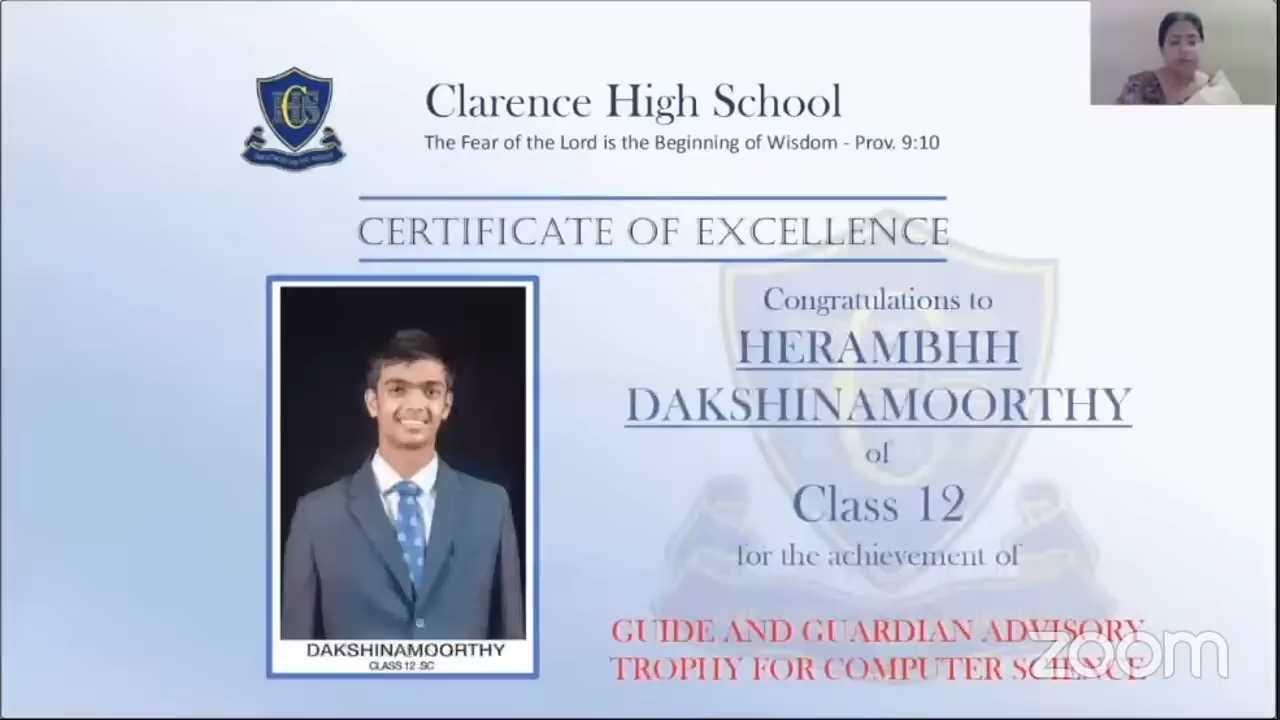 CHS
Clarence High School
The Fear of the Lord is the Beginning of Wisdom - Prov. 9:10
CERTIFICATE OF EXCELLENCE
Congratulations to
HERAMBHH
DAKSHINAMOORTHY
of
Class 12
for the achievement of
GUIDE AND GUARDIAN ADVISORY
TROPHY FOR COMPUTER SCIENCE
zoom
DAKSHINAMOORTHY
CLASS 12 SC